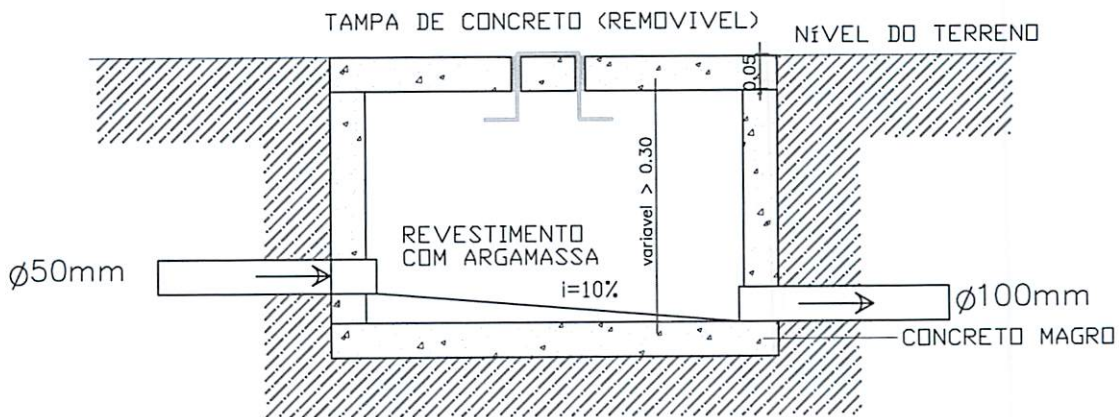 TAMPA DE CONCRETO (REMOVIVEL)
NÍVEL DO TERRENO
0.05
variavel > 0.30
REVESTIMENTO
COM ARGAMASSA
i=10%
Ø50mm
Ø100mm
CONCRETO MAGRO